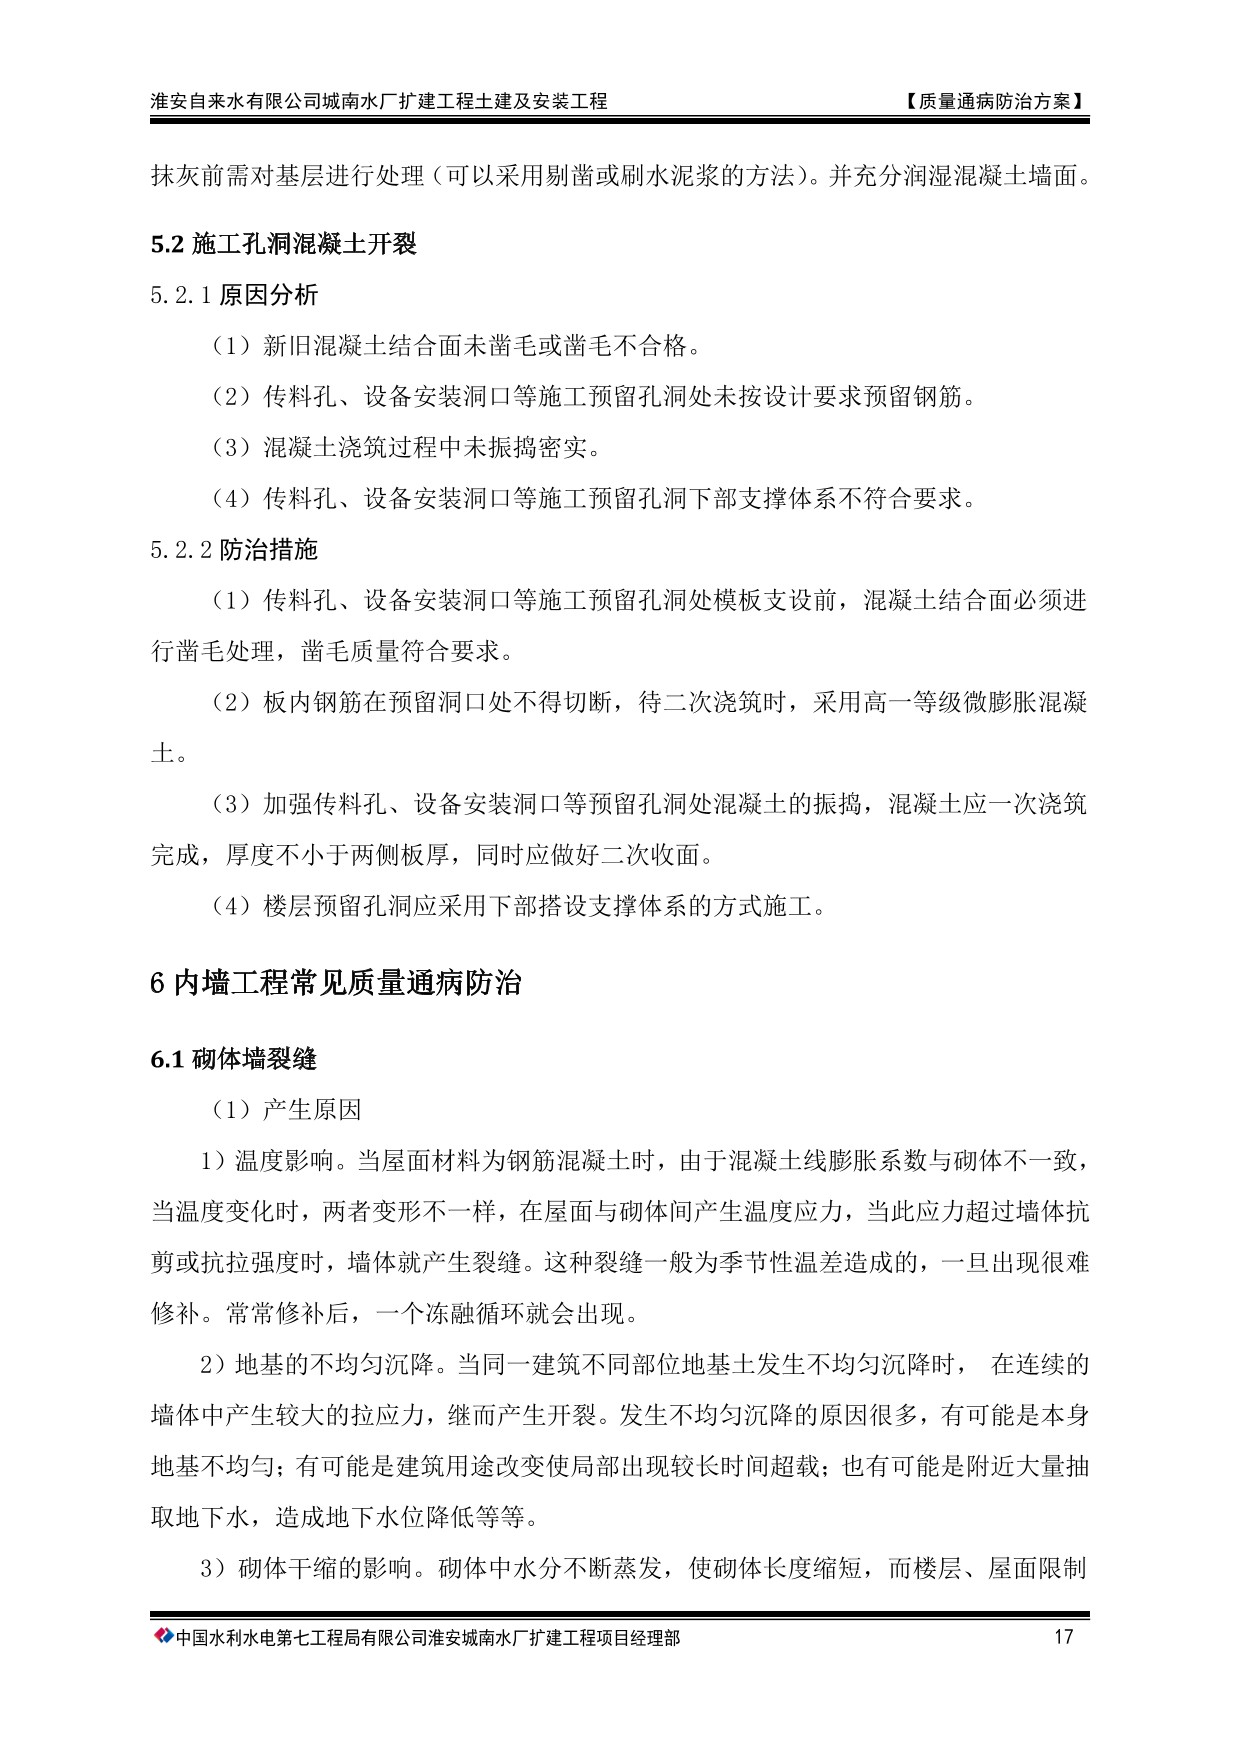 淮安自来水有限公司城南水厂扩建工程土建及安装工程 【质量通病防治方案】
抹灰前需对基层进行处理（可以采用剔凿或刷水泥浆的方法）。并充分润湿混凝土墙面。
5.2 施工孔洞混凝土开裂
5.2.1 原因分析
（1）新旧混凝土结合面未凿毛或凿毛不合格。
（2）传料孔、设备安装洞口等施工预留孔洞处未按设计要求预留钢筋。
（3）混凝土浇筑过程中未振捣密实。
（4）传料孔、设备安装洞口等施工预留孔洞下部支撑体系不符合要求。
5.2.2 防治措施
（1）传料孔、设备安装洞口等施工预留孔洞处模板支设前，混凝土结合面必须进
行凿毛处理，凿毛质量符合要求。
（2）板内钢筋在预留洞口处不得切断，待二次浇筑时，采用高一等级微膨胀混凝
土。
（3）加强传料孔、设备安装洞口等预留孔洞处混凝土的振捣，混凝土应一次浇筑
完成，厚度不小于两侧板厚，同时应做好二次收面。
（4）楼层预留孔洞应采用下部搭设支撑体系的方式施工。
6 内墙工程常见质量通病防治
6.1 砌体墙裂缝
（1）产生原因
1）温度影响。当屋面材料为钢筋混凝土时，由于混凝土线膨胀系数与砌体不一致，
当温度变化时，两者变形不一样，在屋面与砌体间产生温度应力，当此应力超过墙体抗
剪或抗拉强度时，墙体就产生裂缝。这种裂缝一般为季节性温差造成的，一旦出现很难
修补。常常修补后，一个冻融循环就会出现。
2）地基的不均匀沉降。当同一建筑不同部位地基土发生不均匀沉降时， 在连续的
墙体中产生较大的拉应力，继而产生开裂。发生不均匀沉降的原因很多，有可能是本身
地基不均匀；有可能是建筑用途改变使局部出现较长时间超载；也有可能是附近大量抽
取地下水，造成地下水位降低等等。
3）砌体干缩的影响。砌体中水分不断蒸发，使砌体长度缩短，而楼层、屋面限制
中国水利水电第七工程局有限公司淮安城南水厂扩建工程项目经理部 17